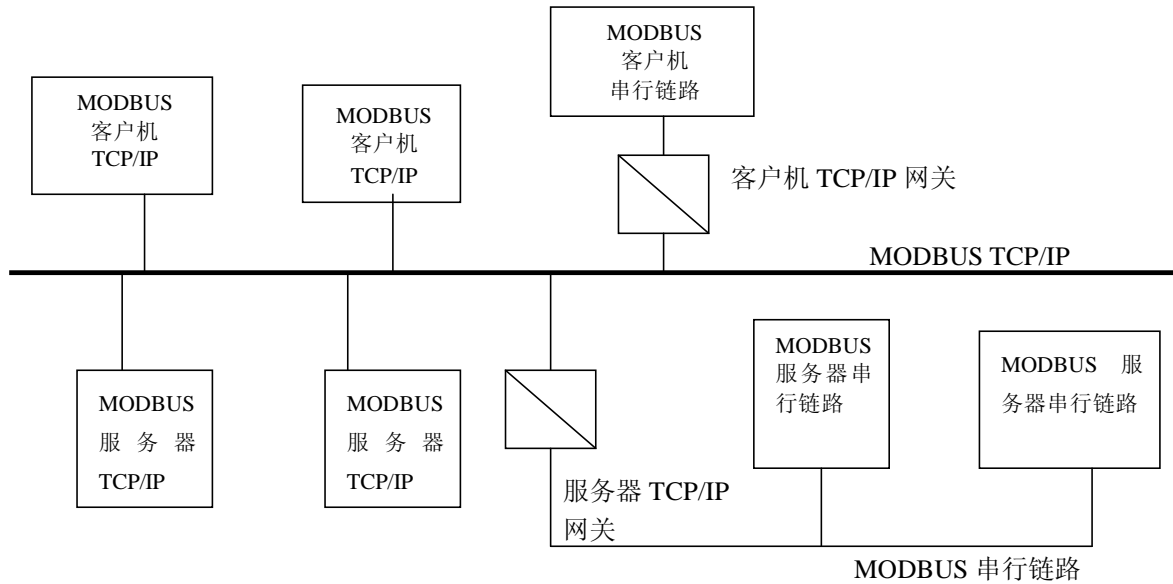 MODBUS
客户机
串行链路
MODBUS
客户机
TCP/IP
MODBUS
客户机
TCP/IP
客户机 TCP/IP 网关
MODBUS TCP/IP
MODBUS
服务器串
行链路
MODBUS 服
务器串行链路
MODBUS
服 务 器
TCP/IP
MODBUS
服 务 器
TCP/IP
服务器 TCP/IP
网关
MODBUS 串行链路